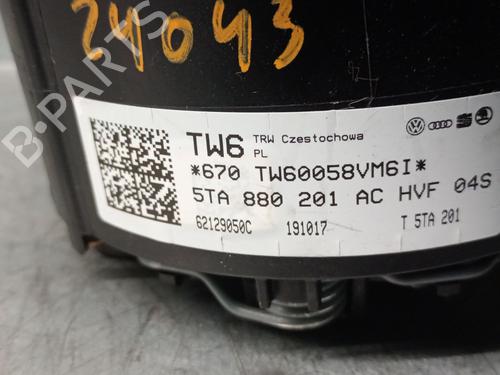 24043
B-PARTS
TW6 TRW Czestochowa
PL
*670 TW60058VM6I*
5TA 880 201 AC HVF 04S
62129050C 191017 T 5TA 201